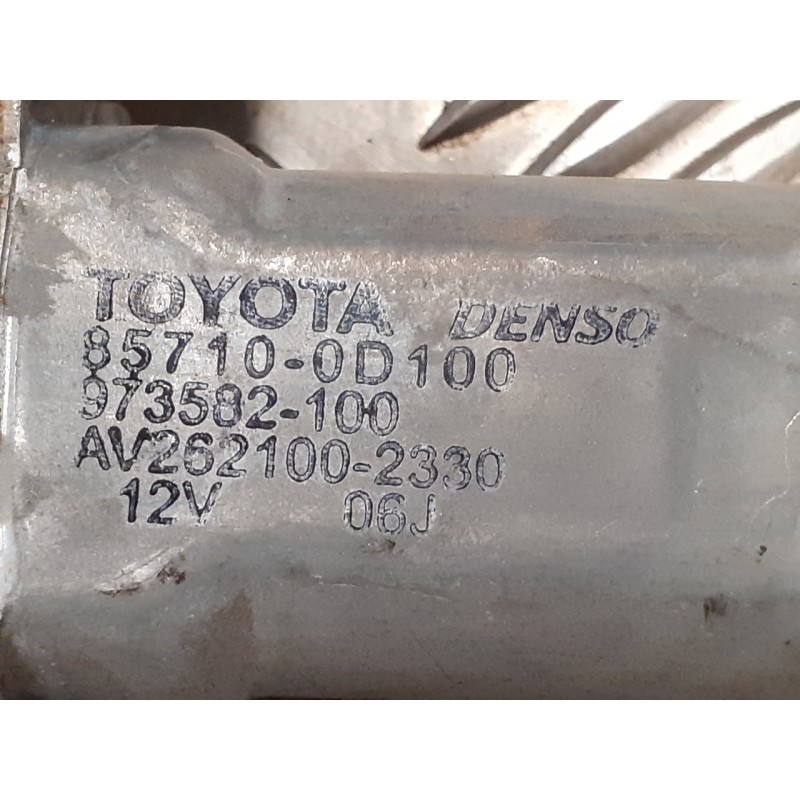 TOYOTA DENSO
85710-0D100
973582-100
AV262100-2330
12V 06J